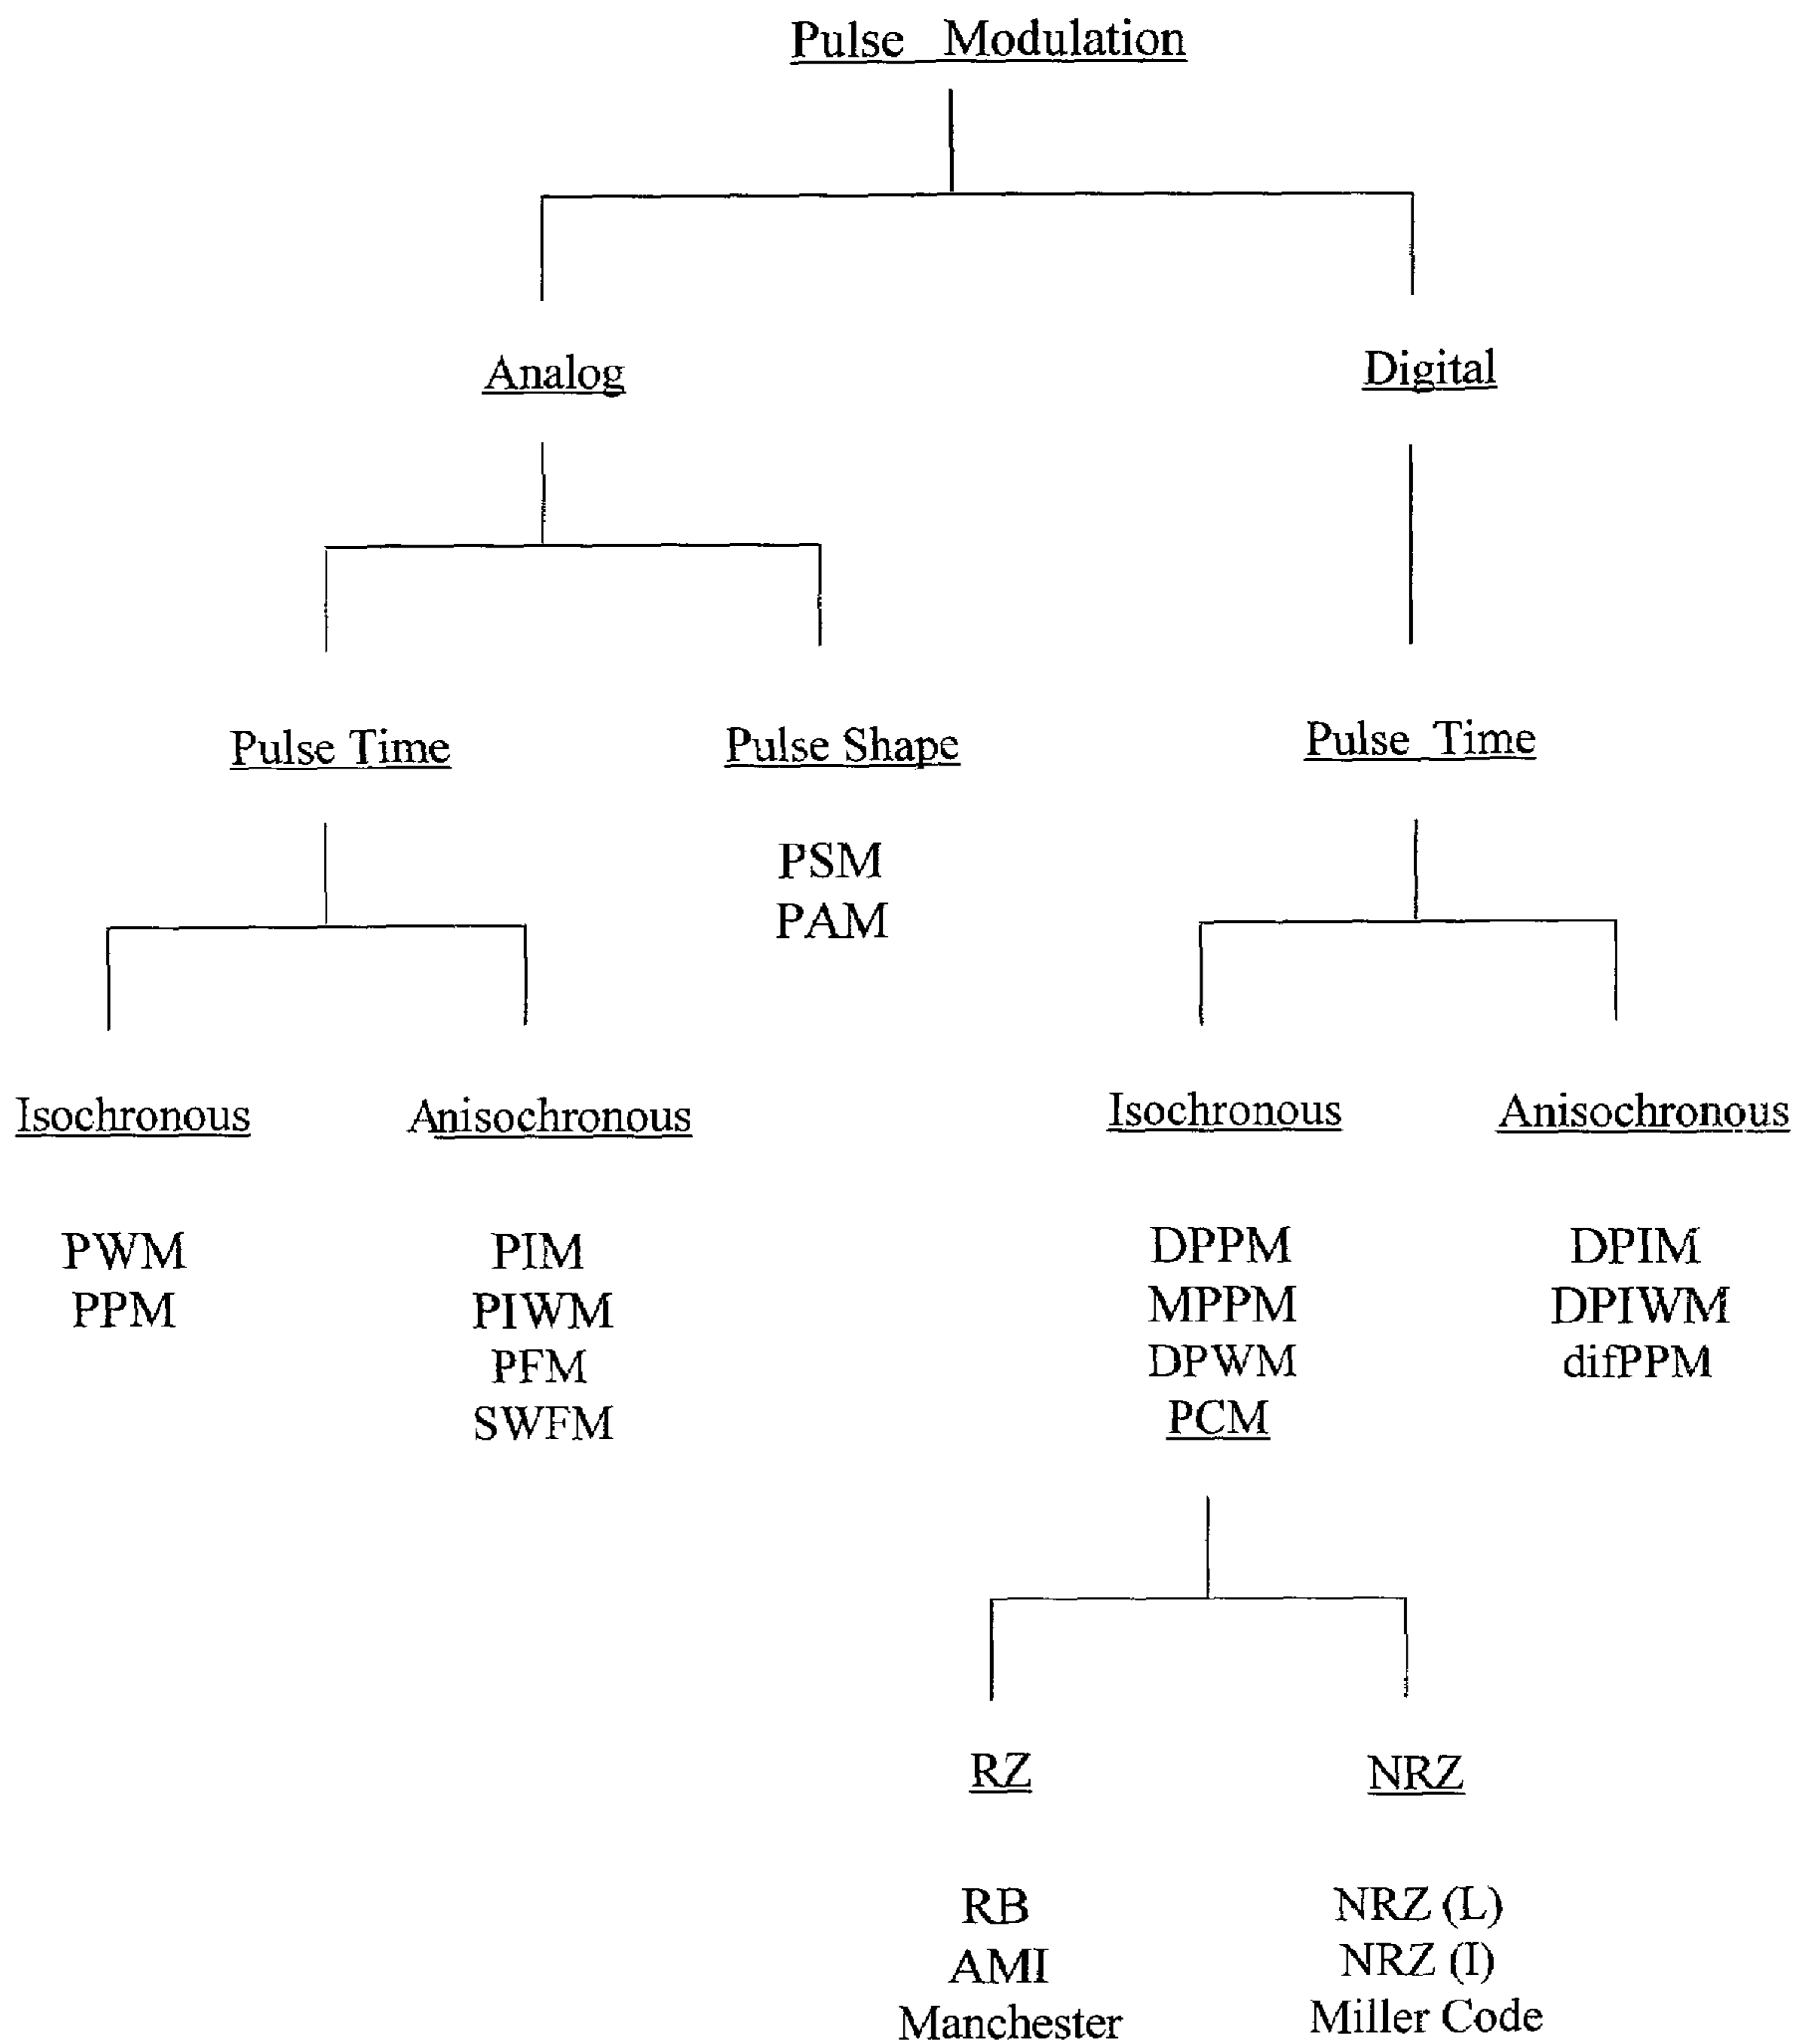 Pulse Modulation
Analog
Digital
Pulse Time
Pulse Shape
Pulse Time
PSM
PAM
Isochronous
Anisochronous
Isochronous
Anisochronous
PWM
PPM
PIM
PIWM
PFM
SWFM
DPPM
MPPM
DPWM
PCM
DPIM
DPIWM
difPPM
RZ
NRZ
RB
AMI
Manchester
NRZ (L)
NRZ (I)
Miller Code